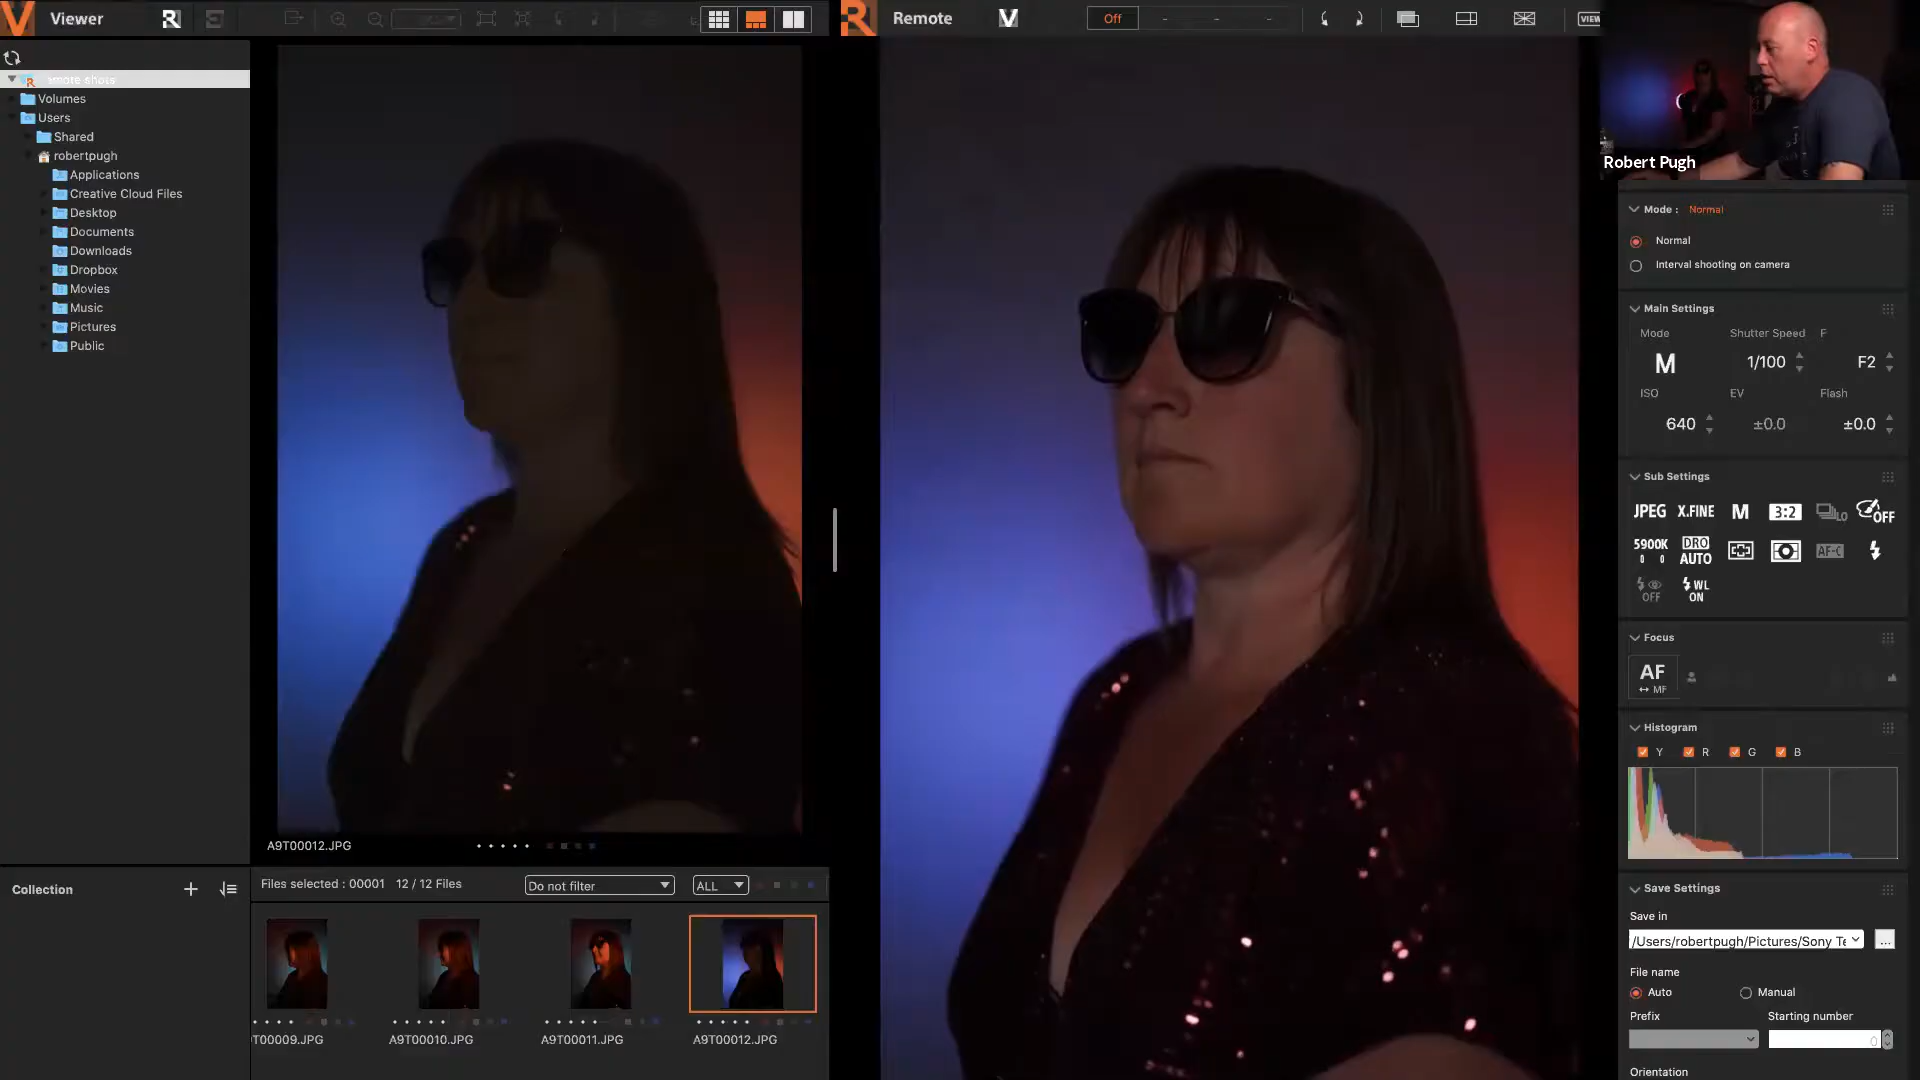 Viewer
Remote
Off
VIEW
Robert Pugh
Volumes
Users
Shared
robertpugh
Applications
Creative Cloud Files
Desktop
Documents
Downloads
Dropbox
Movies
Music
Pictures
Public
A9T00012.JPG
Collection
Files selected : 00001 12 / 12 Files
Do not filter
ALL
T00009.JPG
A9T00010.JPG
A9T00011.JPG
A9T00012.JPG
Mode : Normal
Normal
Interval shooting on camera
Main Settings
Mode Shutter Speed F
M 1/100 F2
ISO EV Flash
640 ±0.0 ±0.0
Sub Settings
JPEG X.FINE M 3:2 LO OFF
5900K DRO AF-C
0 0 AUTO
OFF WL ON
Focus
AF
↔ MF
Histogram
Y R G B
Save Settings
Save in
/Users/robertpugh/Pictures/Sony Te
...
File name
Auto Manual
Prefix Starting number
0
Orientation